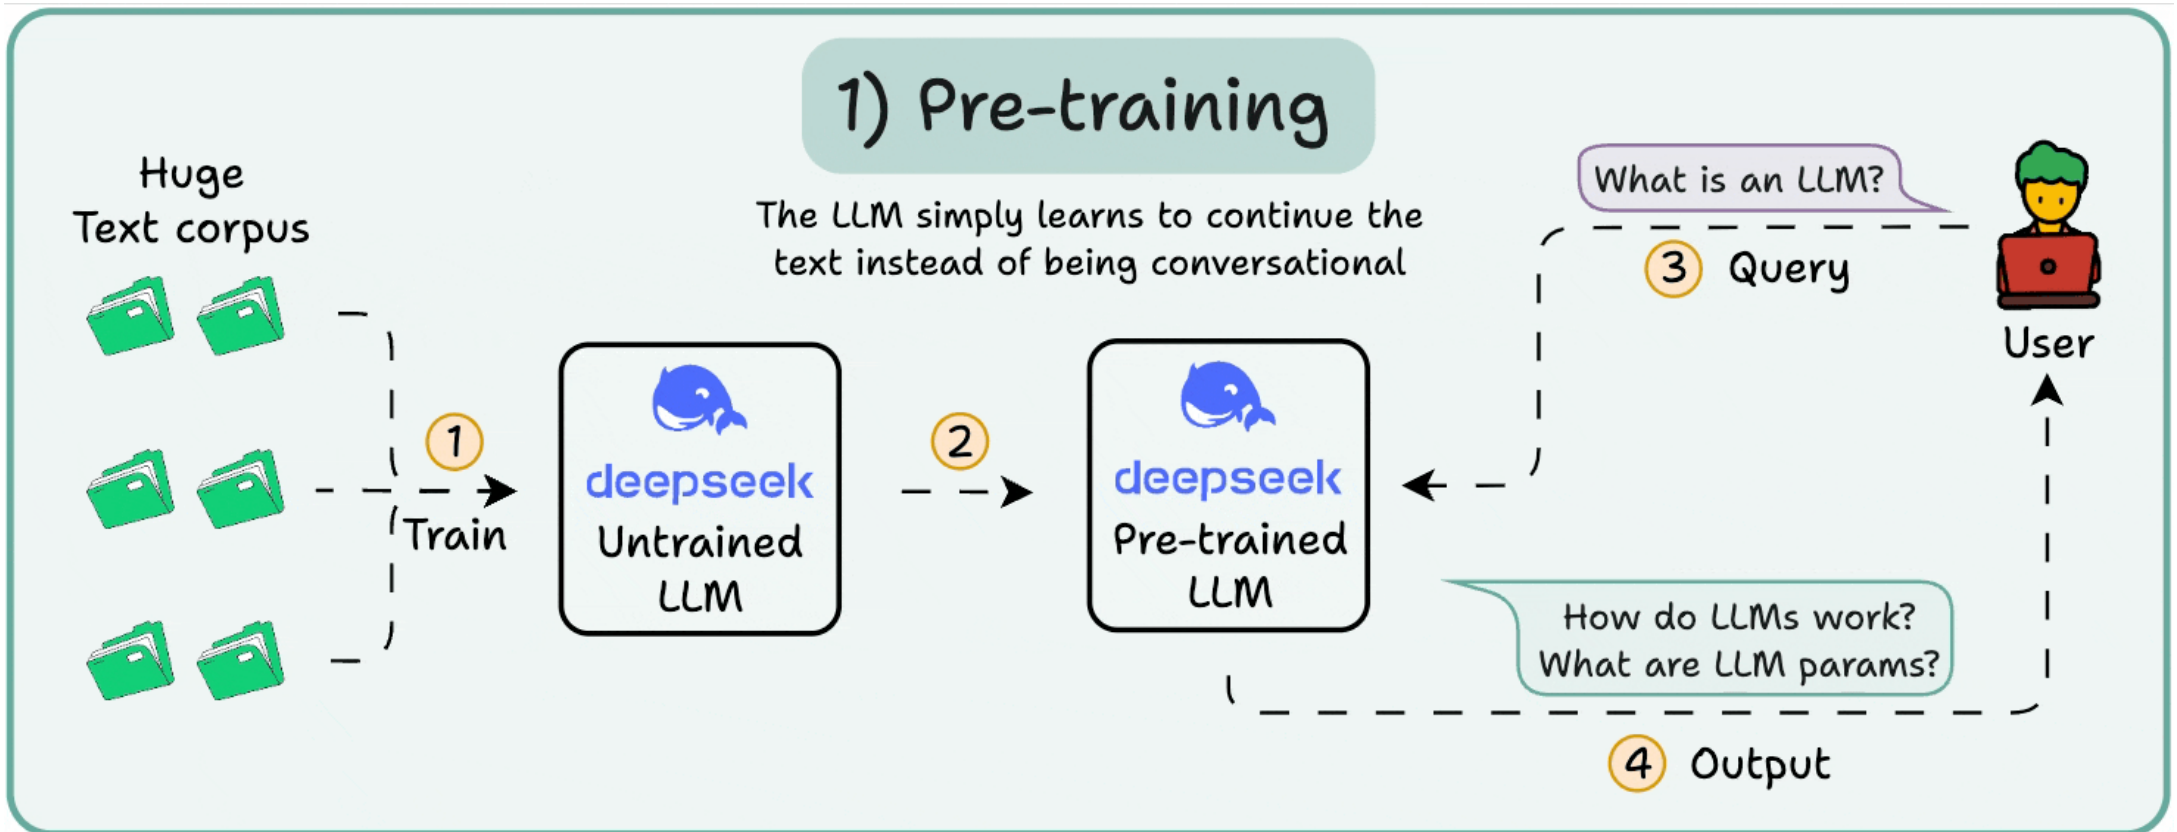 1) Pre-training
The LLM simply learns to continue the
text instead of being conversational
Huge
Text corpus
1
Train
deepseek
Untrained
LLM
2
deepseek
Pre-trained
LLM
What is an LLM?
3 Query
User
How do LLMs work?
What are LLM params?
4 Output